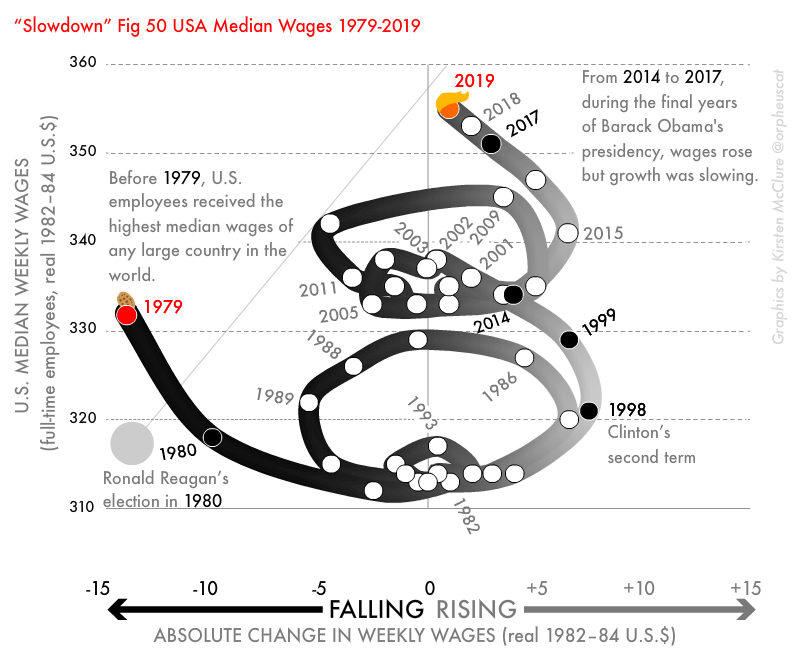 "Slowdown" Fig 50 USA Median Wages 1979-2019
360
350
340
330
320
310
U.S. MEDIAN WEEKLY WAGES
(full-time employees, real 1982–84 U.S.$)
2019
2018
2017
From 2014 to 2017,
during the final years
of Barack Obama's
presidency, wages rose
but growth was slowing.
Before 1979, U.S.
employees received the
highest median wages of
any large country in the
world.
2015
2003
2002
2009
2001
2011
2005
2014
1979
1999
1988
1986
1989
1993
1998
Clinton's
second term
1980
Ronald Reagan's
election in 1980
1982
-15
-10
-5
0
+5
+10
+15
FALLING RISING
ABSOLUTE CHANGE IN WEEKLY WAGES (real 1982–84 U.S.$)
Graphics by Kirsten McClure @orpheuscat